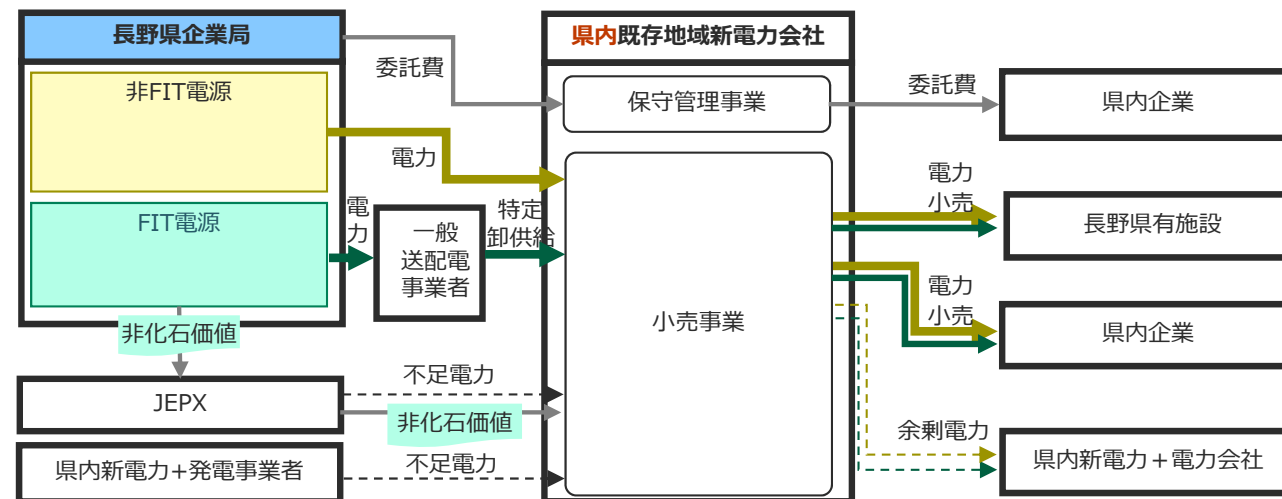 長野県企業局
非FIT電源
FIT電源
非化石価値
JEPX
県内新電力+発電事業者
委託費
電力
電
力
一般
送配電
事業者
特定
卸供給
不足電力
非化石価値
不足電力
県内既存地域新電力会社
保守管理事業
小売事業
委託費
県内企業
電力
小売
長野県有施設
電力
小売
県内企業
余剰電力
県内新電力＋電力会社